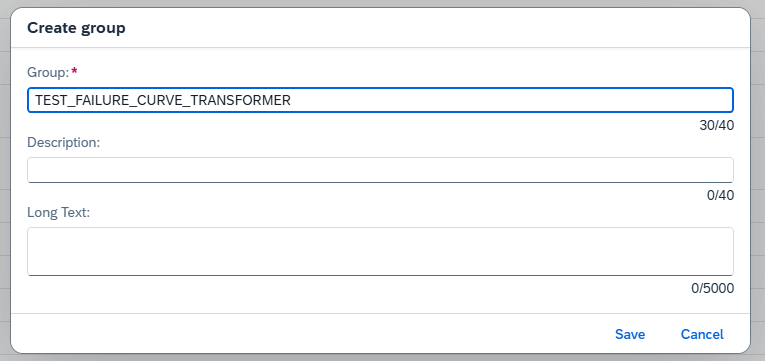 Create group
Group:*
TEST_FAILURE_CURVE_TRANSFORMER
30/40
Description:
0/40
Long Text:
0/5000
Save Cancel